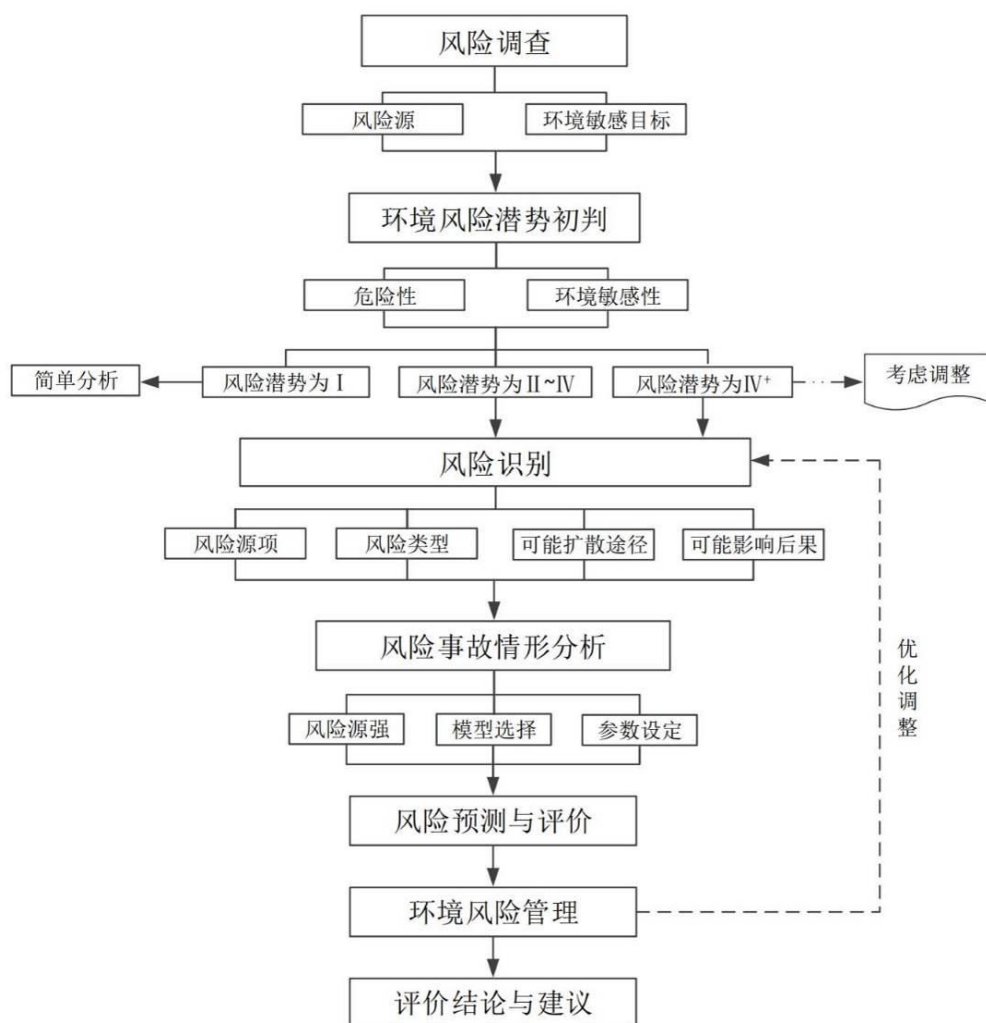 风险调查
风险源
环境敏感目标
环境风险潜势初判
危险性
环境敏感性
简单分析
风险潜势为Ⅰ
风险潜势为Ⅱ~Ⅳ
风险潜势为Ⅳ+
考虑调整
风险识别
风险源项
风险类型
可能扩散途径
可能影响后果
风险事故情形分析
优化调整
风险源强
模型选择
参数设定
风险预测与评价
环境风险管理
评价结论与建议